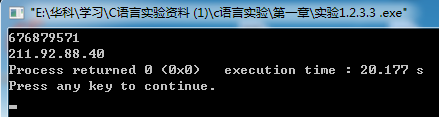 "E:\华科\学习\C语言实验资料 (1)\c语言实验\第一章\实验1.2.3.3 .exe"
676879571
211.92.88.40
Process returned 0 (0x0)   execution time : 20.177 s
Press any key to continue.